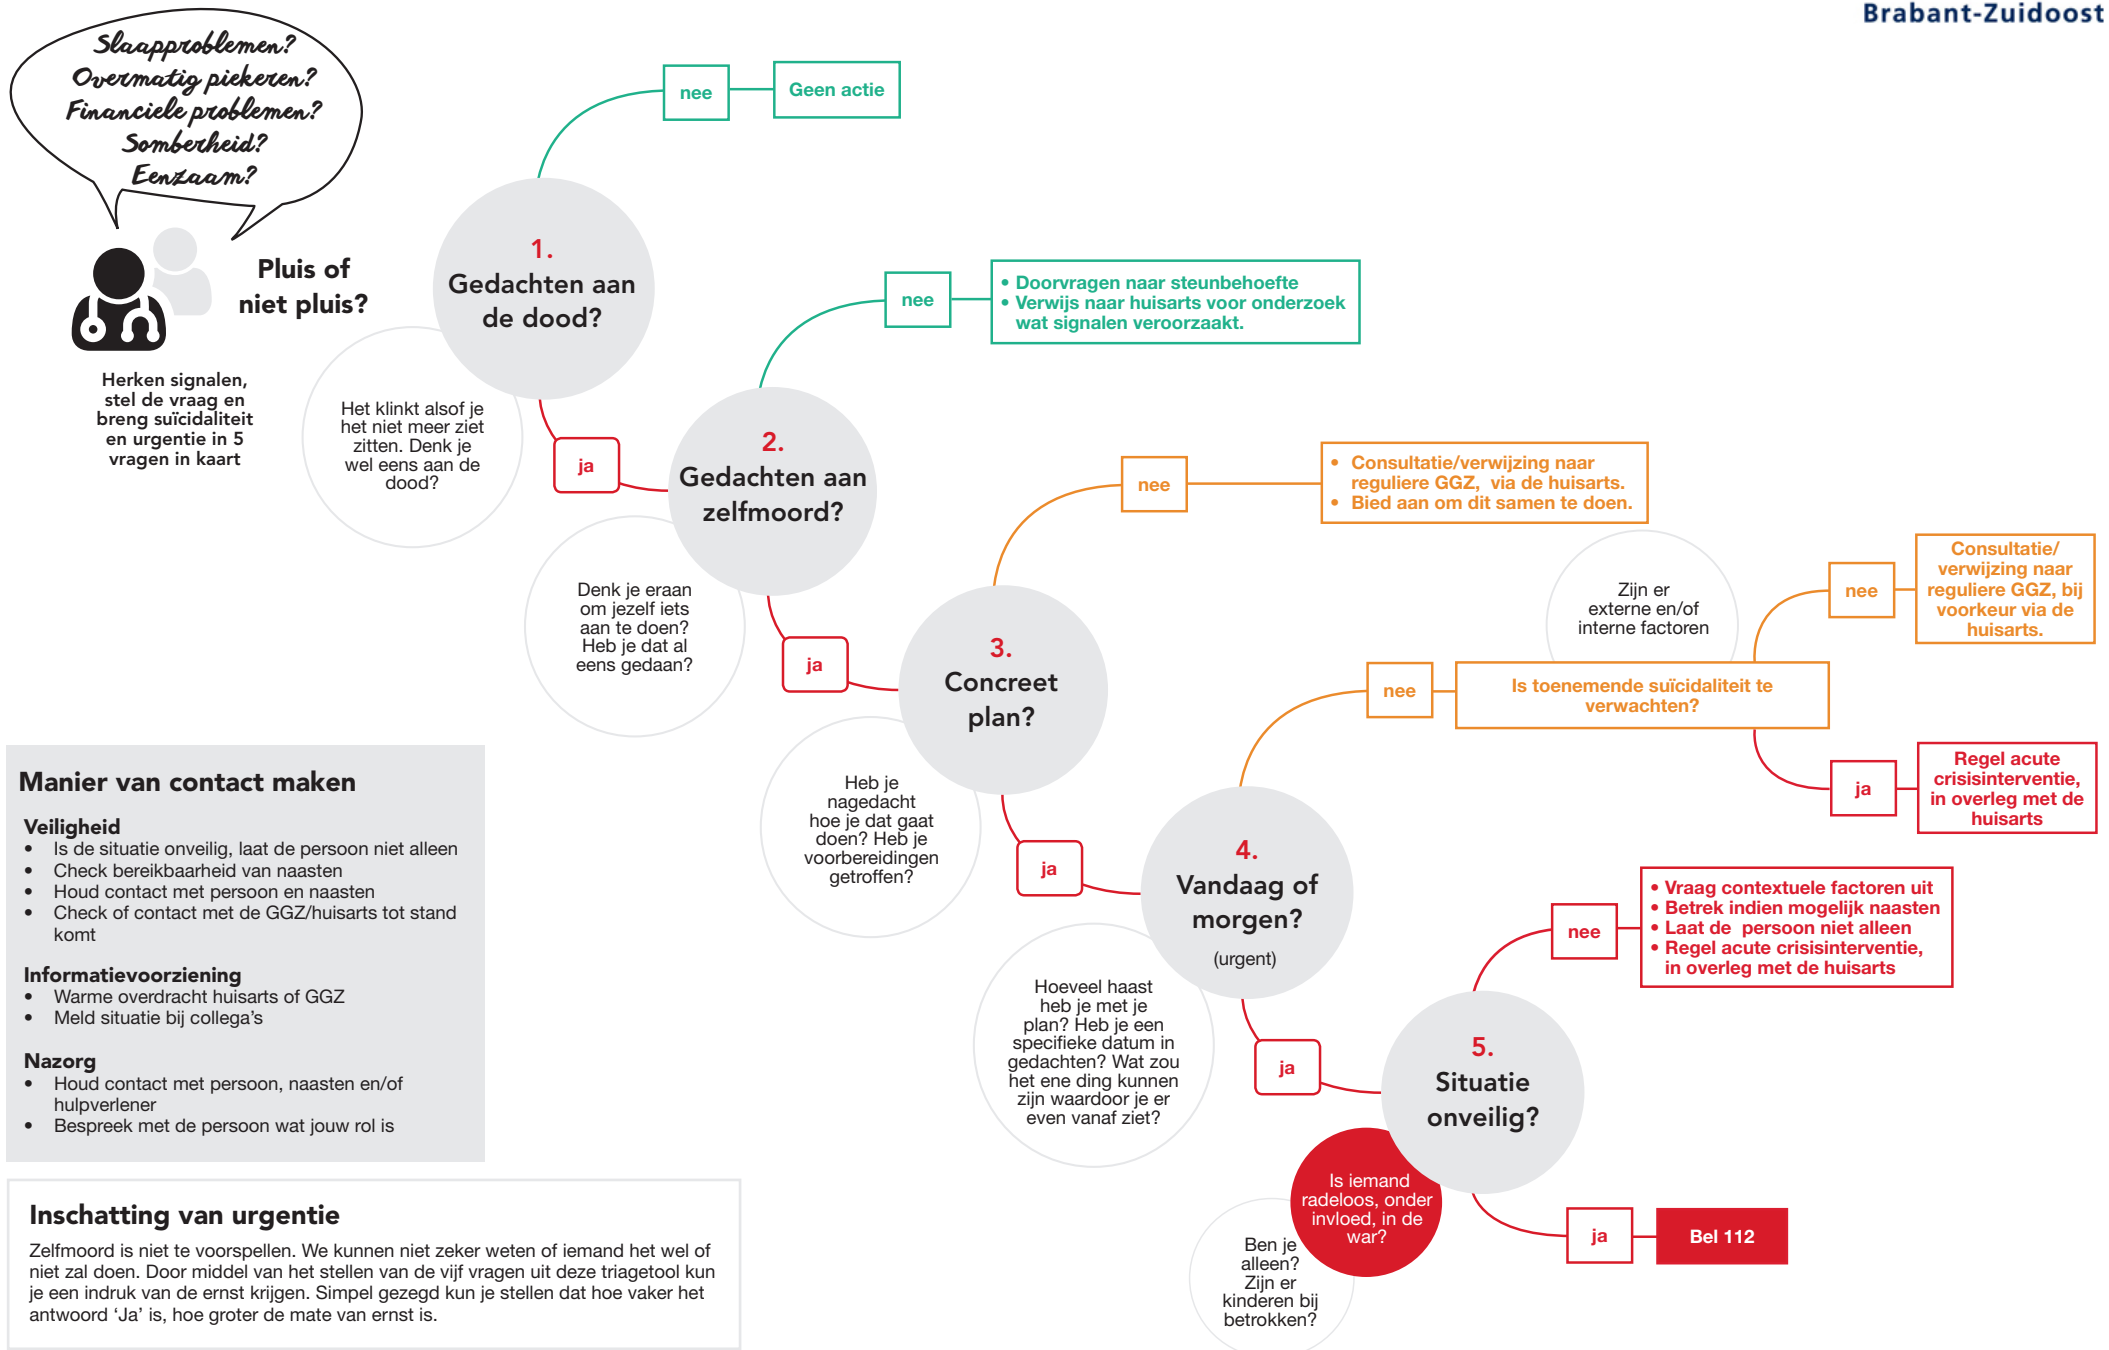 Brabant-Zuidoost
Slaapproblemen?
Overmatig piekeren?
Financiele problemen?
Somberheid?
Eenzaam?
Pluis of
niet pluis?
Herken signalen,
stel de vraag en
breng suïcidaliteit
en urgentie in 5
vragen in kaart
1.
Gedachten aan
de dood?
nee
Geen actie
Het klinkt alsof je
het niet meer ziet
zitten. Denk je
wel eens aan de
dood?
ja
2.
Gedachten aan
zelfmoord?
nee
• Doorvragen naar steunbehoefte
• Verwijs naar huisarts voor onderzoek
wat signalen veroorzaakt.
Denk je eraan
om jezelf iets
aan te doen?
Heb je dat al
eens gedaan?
ja
3.
Concreet
plan?
nee
• Consultatie/verwijzing naar
reguliere GGZ, via de huisarts.
• Bied aan om dit samen te doen.
Heb je
nagedacht
hoe je dat gaat
doen? Heb je
voorbereidingen
getroffen?
ja
4.
Vandaag of
morgen?
(urgent)
nee
Is toenemende suïcidaliteit te
verwachten?
Zijn er
externe en/of
interne factoren
nee
Consultatie/
verwijzing naar
reguliere GGZ, bij
voorkeur via de
huisarts.
ja
Regel acute
crisisinterventie,
in overleg met de
huisarts
Hoeveel haast
heb je met je
plan? Heb je een
specifieke datum in
gedachten? Wat zou
het ene ding kunnen
zijn waardoor je er
even vanaf ziet?
ja
5.
Situatie
onveilig?
nee
• Vraag contextuele factoren uit
• Betrek indien mogelijk naasten
• Laat de persoon niet alleen
• Regel acute crisisinterventie,
in overleg met de huisarts
Is iemand
radeloos, onder
invloed, in de
war?
Ben je
alleen?
Zijn er
kinderen bij
betrokken?
ja
Bel 112
Manier van contact maken
Veiligheid
• Is de situatie onveilig, laat de persoon niet alleen
• Check bereikbaarheid van naasten
• Houd contact met persoon en naasten
• Check of contact met de GGZ/huisarts tot stand
komt
Informatievoorziening
• Warme overdracht huisarts of GGZ
• Meld situatie bij collega's
Nazorg
• Houd contact met persoon, naasten en/of
hulpverlener
• Bespreek met de persoon wat jouw rol is
Inschatting van urgentie
Zelfmoord is niet te voorspellen. We kunnen niet zeker weten of iemand het wel of
niet zal doen. Door middel van het stellen van de vijf vragen uit deze triagetool kun
je een indruk van de ernst krijgen. Simpel gezegd kun je stellen dat hoe vaker het
antwoord ‘Ja’ is, hoe groter de mate van ernst is.